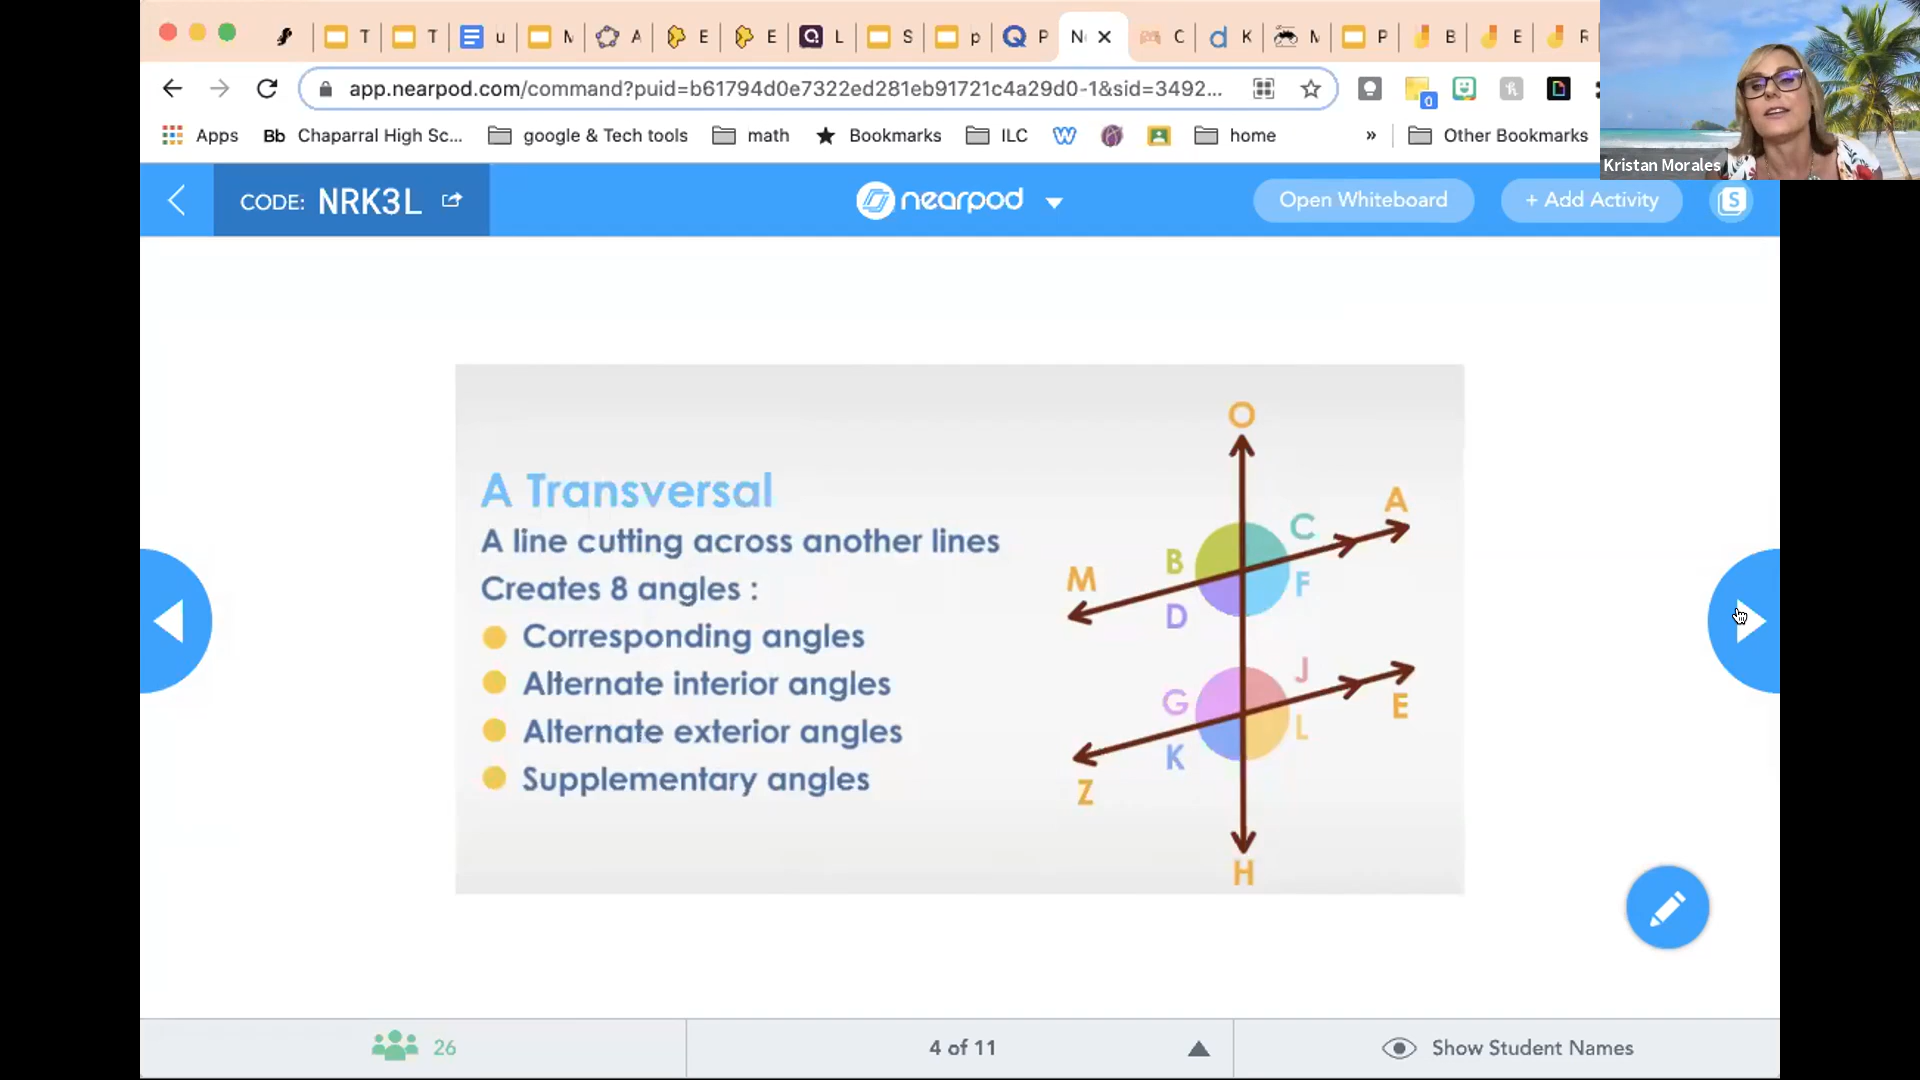 T
T
u
M
A
E
E
L
S
p
P
N
C
K
M
P
B
E
R
app.nearpod.com/command?puid=b61794d0e7322ed281eb91721c4a29d0-1&sid=3492...
0
Apps
Bb Chaparral High Sc...
google & Tech tools
math
Bookmarks
ILC
home
»
Other Bookmarks
Kristan Morales
CODE: NRK3L
nearpod
Open Whiteboard
+ Add Activity
S
A Transversal
A line cutting across another lines
Creates 8 angles :
Corresponding angles
Alternate interior angles
Alternate exterior angles
Supplementary angles
O
A
C
B
M
F
D
J
G
E
L
K
Z
H
26
4 of 11
Show Student Names